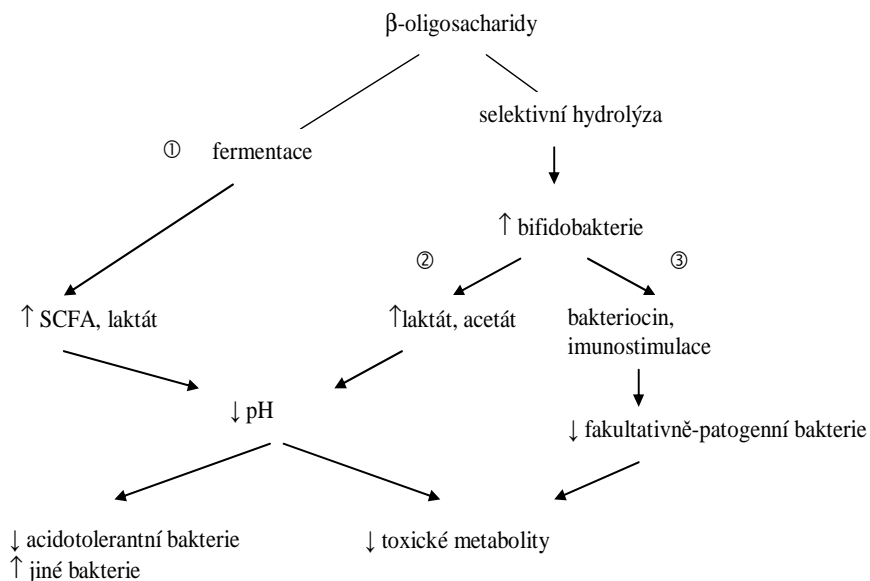 β-oligosacharidy
selektivní hydrolýza
① fermentace
↑ bifidobakterie
② ③
↑ SCFA, laktát
↑laktát, acetát
bakteriocin,
imunostimulace
↓ pH
↓ fakultativně-patogenní bakterie
↓ acidotolerantní bakterie
↑ jiné bakterie
↓ toxické metabolity